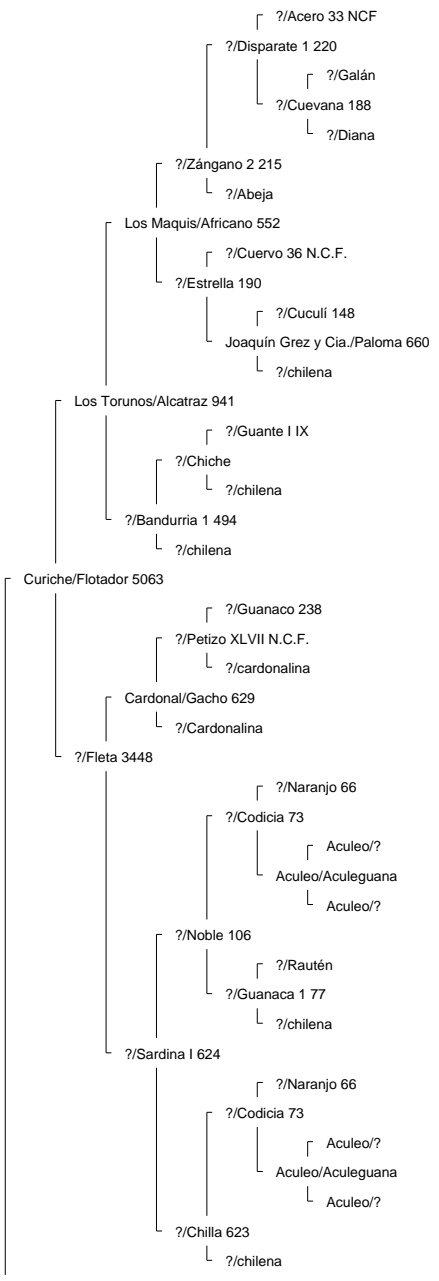 ?/Acero 33 NCF
?/Disparate 1 220
?/Galán
?/Cuevana 188
?/Diana
?/Zángano 2 215
?/Abeja
Los Maquis/Africano 552
?/Cuervo 36 N.C.F.
?/Estrella 190
?/Cuculí 148
Joaquín Grez y Cia./Paloma 660
?/chilena
Los Torunos/Alcatraz 941
?/Guante I IX
?/Chiche
?/chilena
?/Bandurria 1 494
?/chilena
Curiche/Flotador 5063
?/Guanaco 238
?/Petizo XLVII N.C.F.
?/cardonalina
Cardonal/Gacho 629
?/Cardonalina
?/Fleta 3448
?/Naranjo 66
?/Codicia 73
Aculeo/?
Aculeo/Aculeguana
Aculeo/?
?/Noble 106
?/Rautén
?/Guanaca 1 77
?/chilena
?/Sardina I 624
?/Naranjo 66
?/Codicia 73
Aculeo/?
Aculeo/Aculeguana
Aculeo/?
?/Chilla 623
?/chilena